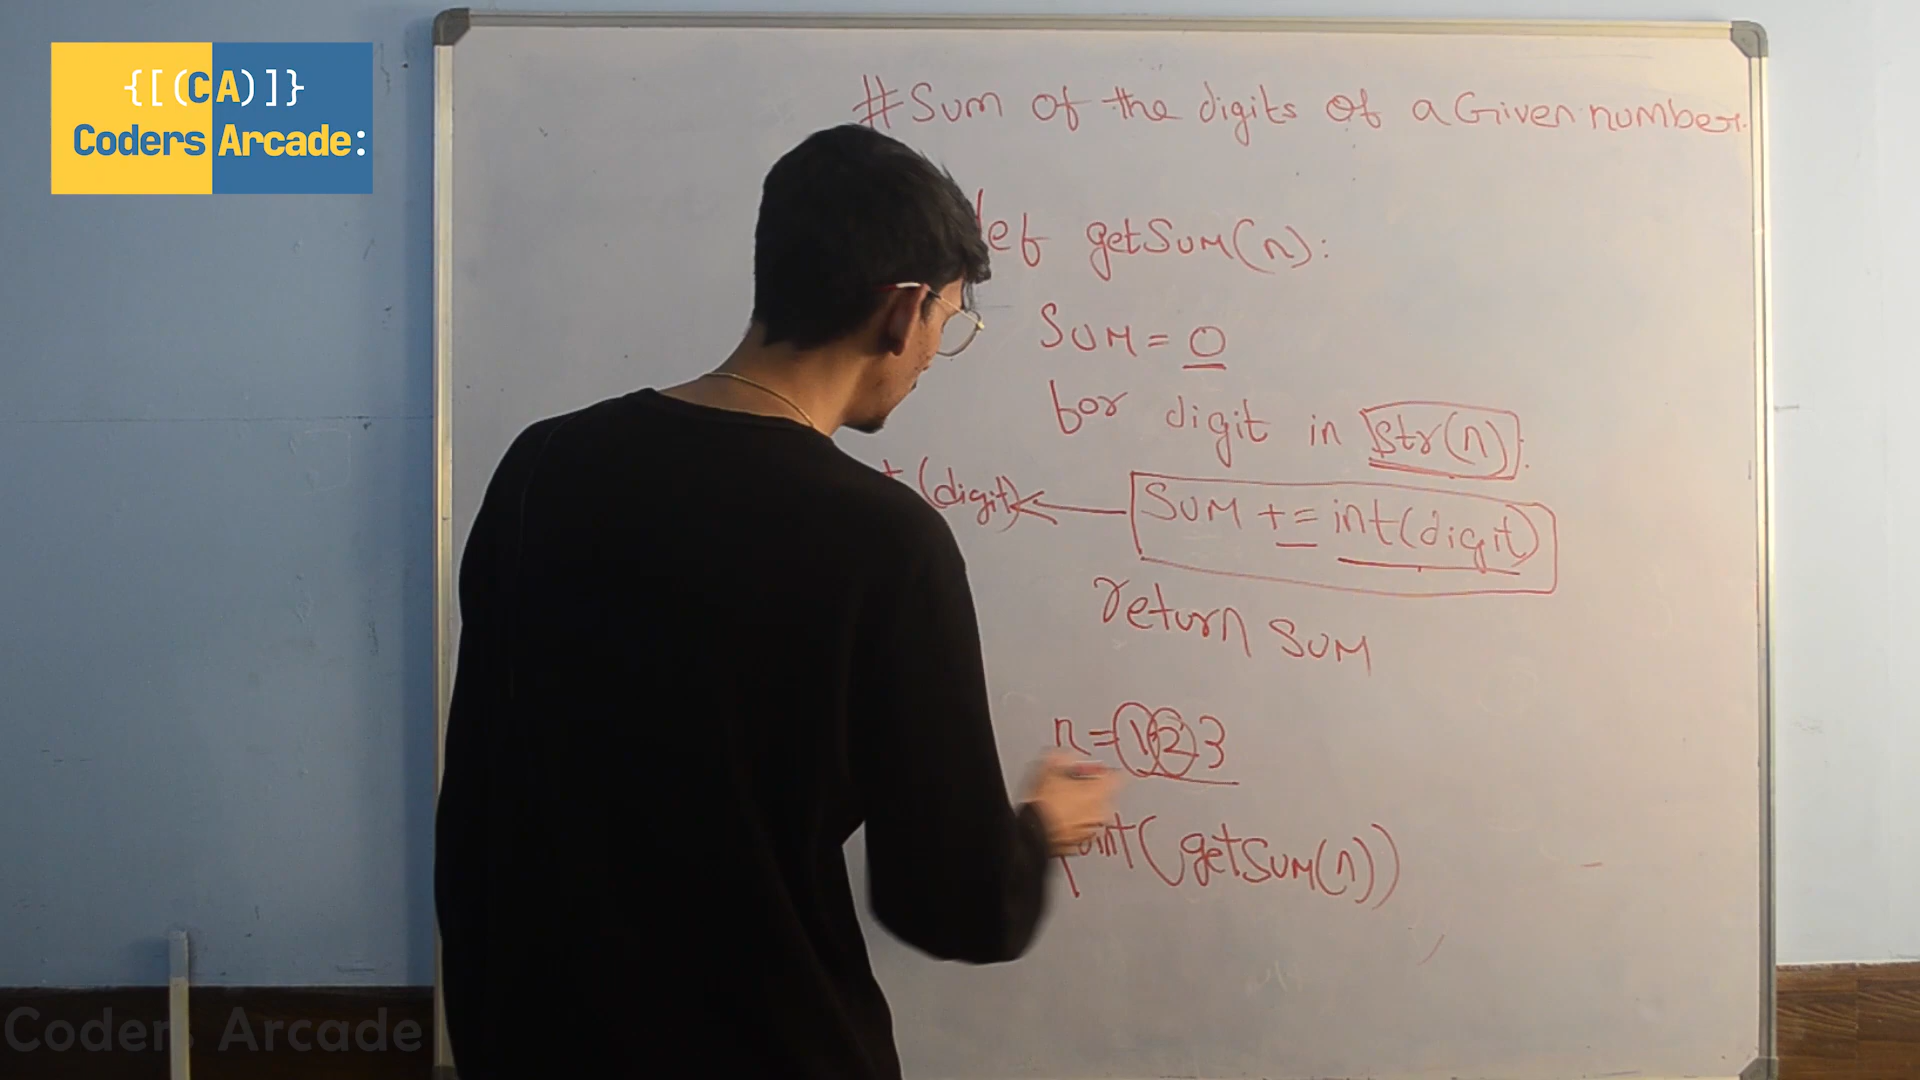 {[(CA)]}
Coders Arcade:
#Sum of the digits of a Given number.
def getSum(n):
Sum = 0
for digit in str(n):
(digit)
Sum += int(digit)
return Sum
n=123
print(getSum(n))
Coders Arcade